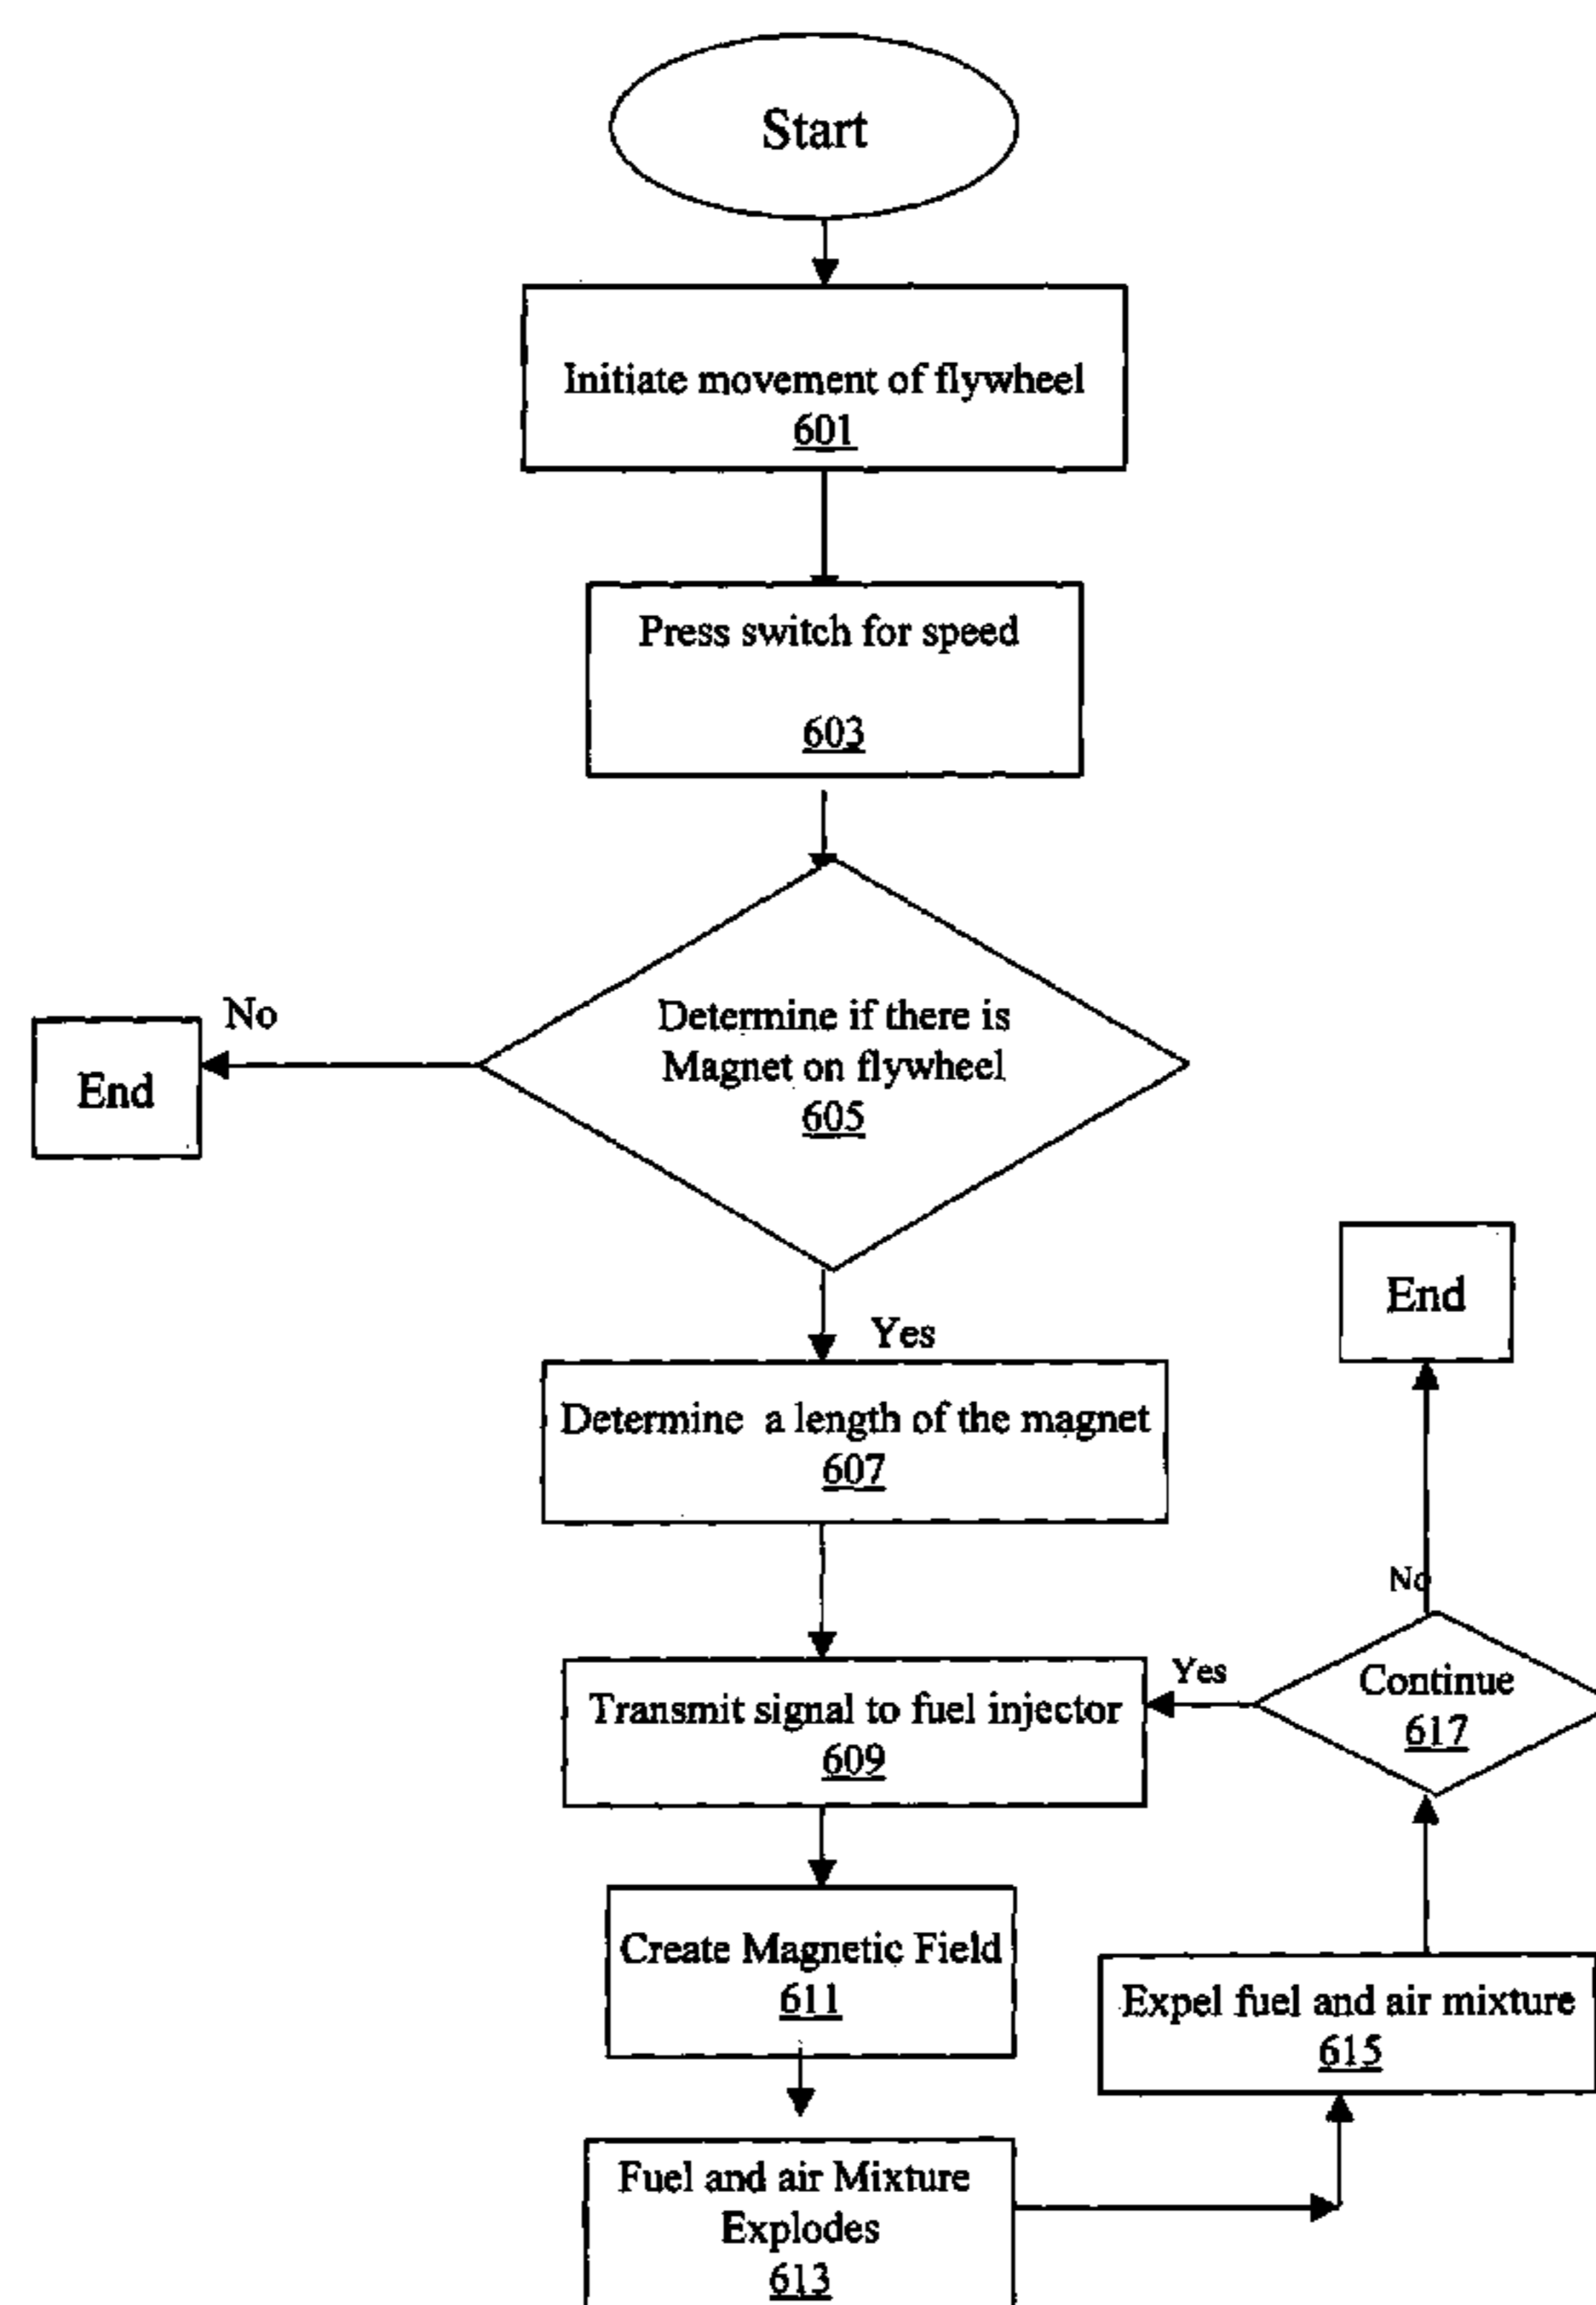 Start
Initiate movement of flywheel
601
Press switch for speed
603
Determine if there is
Magnet on flywheel
605
No
End
Yes
Determine a length of the magnet
607
Transmit signal to fuel injector
609
Create Magnetic Field
611
Fuel and air Mixture
Explodes
613
Expel fuel and air mixture
615
Continue
617
Yes
No
End